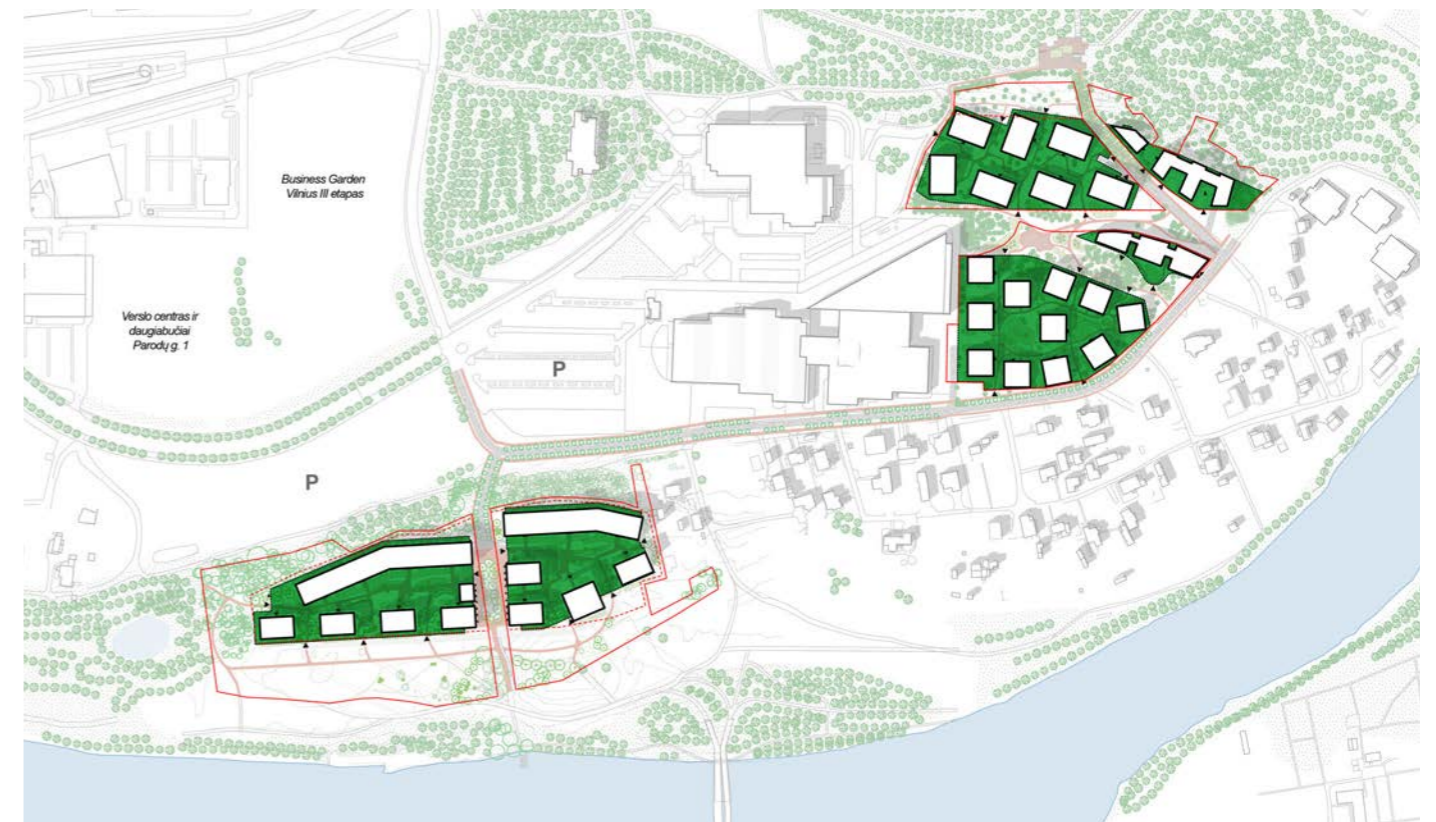 Business Garden
Vilnius III etapas
Verslo centras ir
daugiabučiai
Parodų g. 1
P
P